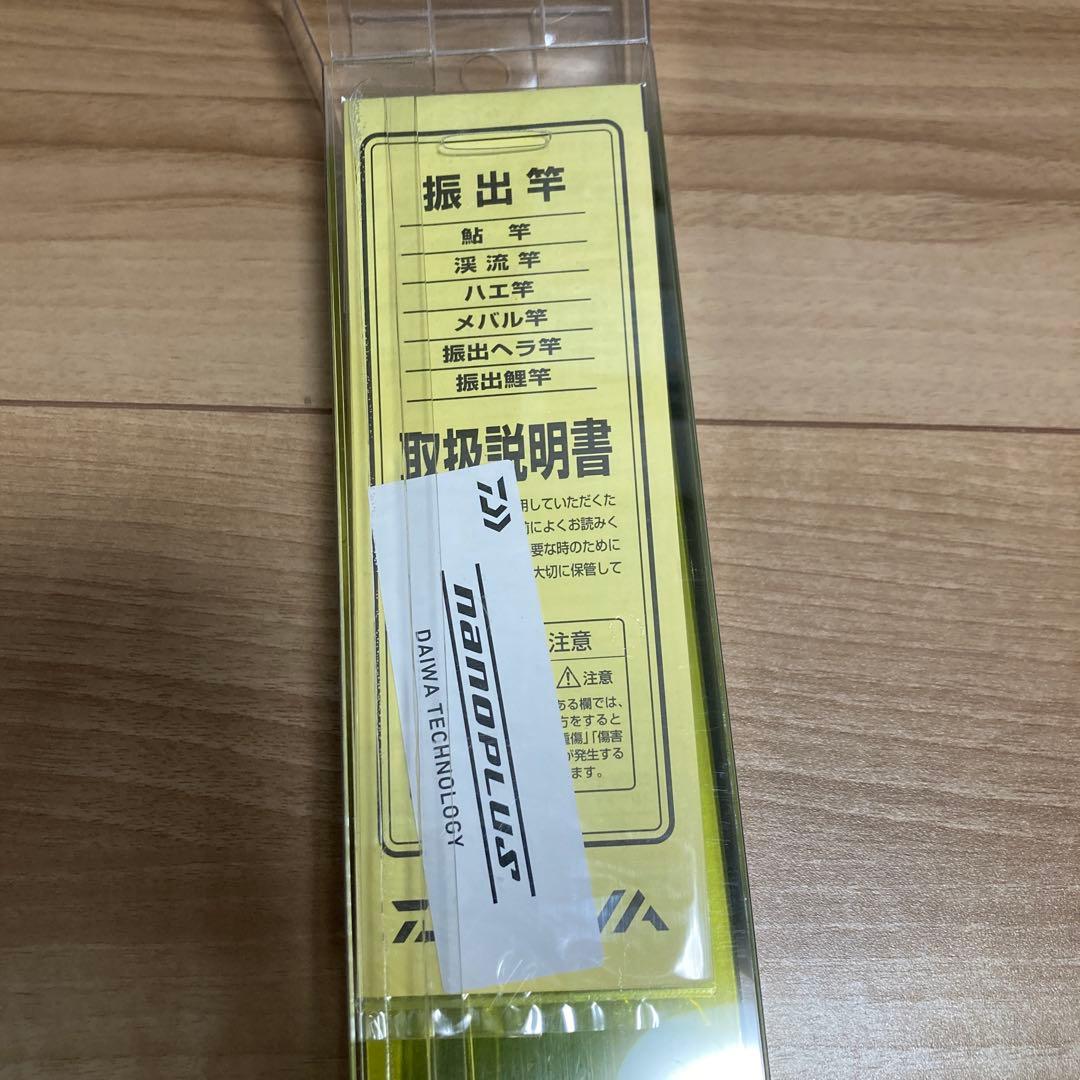 振出竿
鮎 竿
渓流竿
ハエ竿
メバル竿
振出ヘラ竿
振出鯉竿
取扱説明書
用していただくた
前によくお読みく
要な時のために
大切に保管して
注意
⚠注意
ある欄では、
方をすると
重傷」「傷害
が発生する
ます。
nanoplus
DAIWA TECHNOLOGY